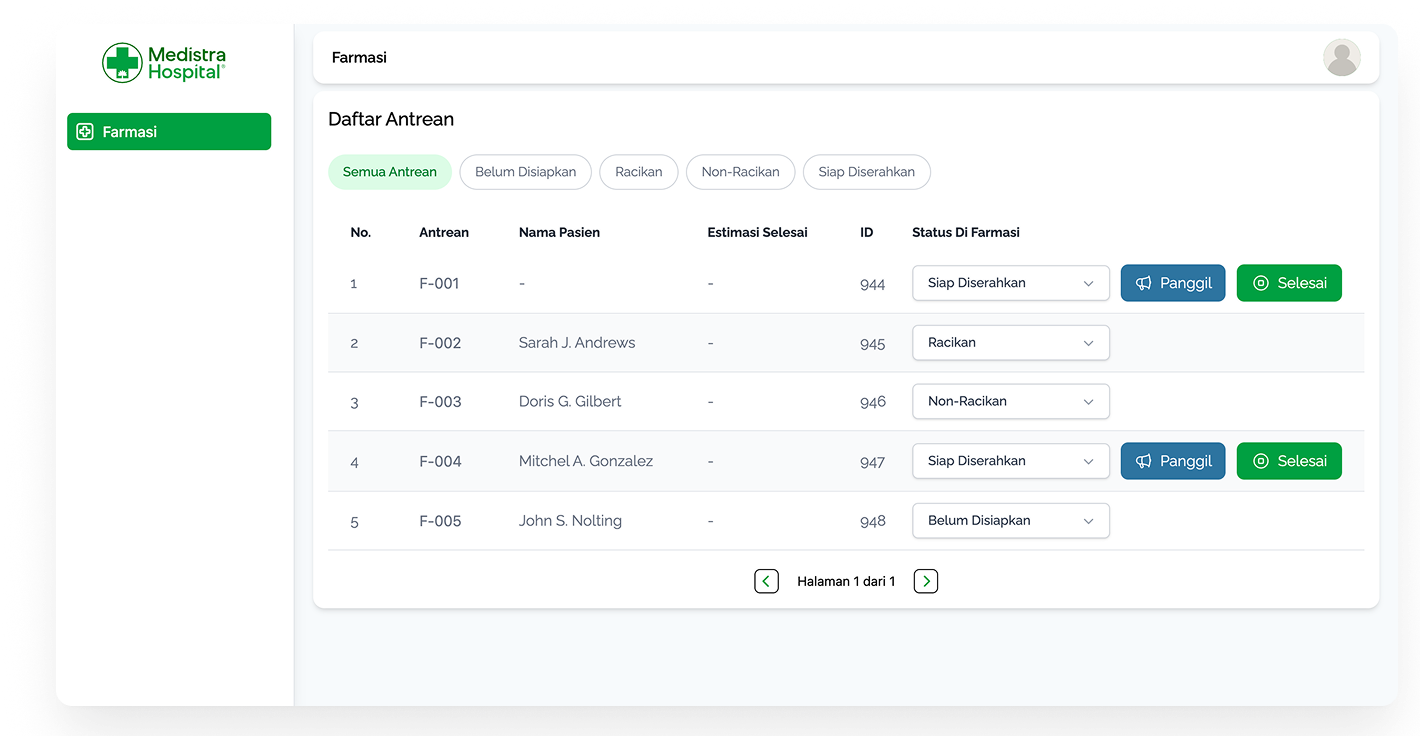 Medistra
Hospital®
Farmasi
Farmasi
Daftar Antrean
Semua Antrean Belum Disiapkan Racikan Non-Racikan Siap Diserahkan
No. Antrean Nama Pasien Estimasi Selesai ID Status Di Farmasi
1 F-001 - - 944 Siap Diserahkan Panggil Selesai
2 F-002 Sarah J. Andrews - 945 Racikan
3 F-003 Doris G. Gilbert - 946 Non-Racikan
4 F-004 Mitchel A. Gonzalez - 947 Siap Diserahkan Panggil Selesai
5 F-005 John S. Nolting - 948 Belum Disiapkan
Halaman 1 dari 1